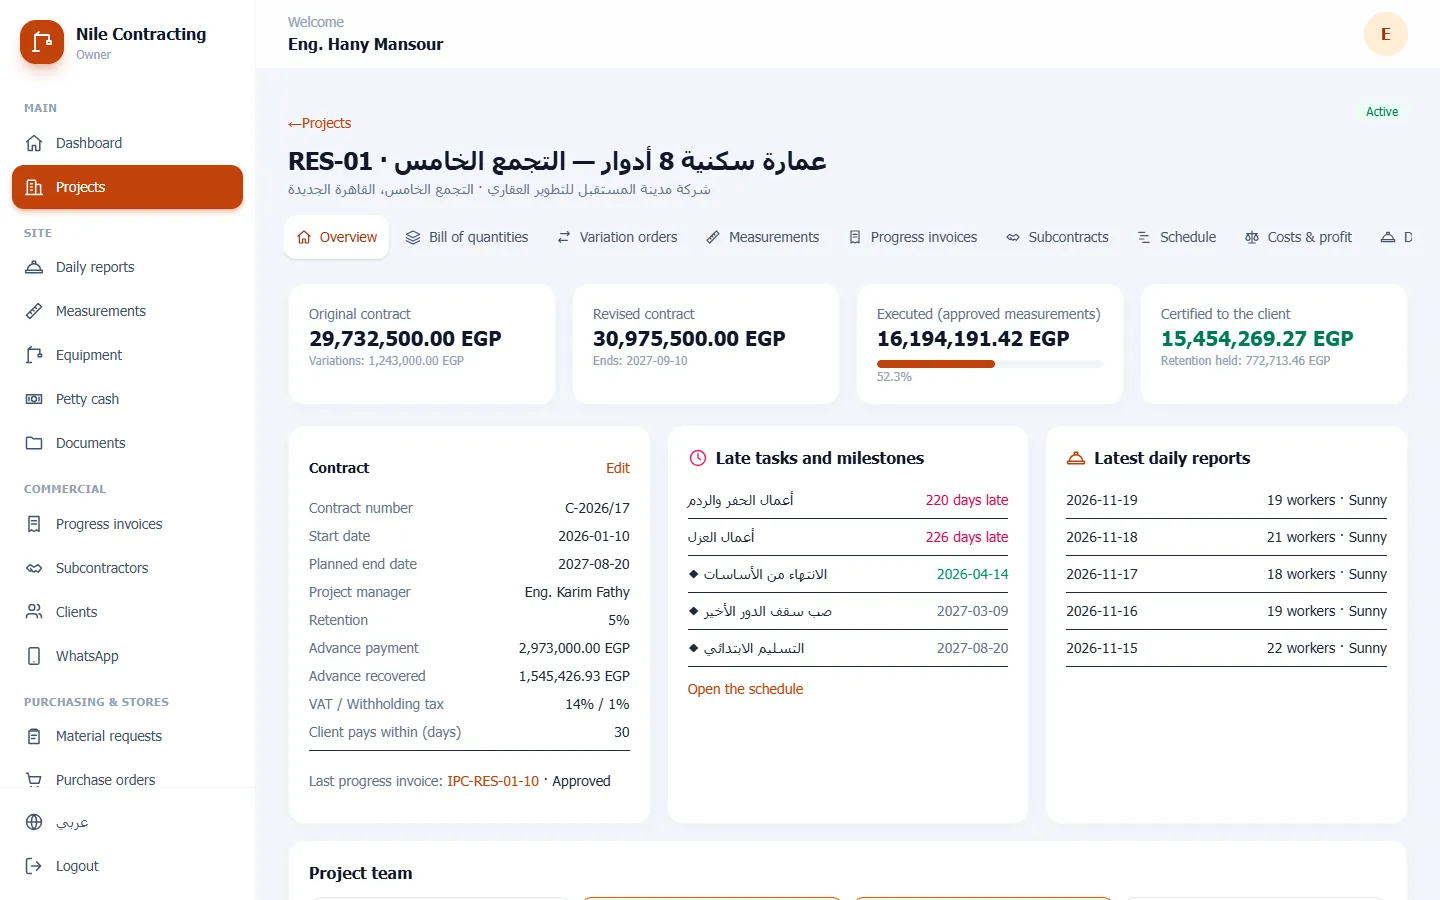 Nile Contracting
Owner
MAIN
Dashboard
Projects
SITE
Daily reports
Measurements
Equipment
Petty cash
Documents
COMMERCIAL
Progress invoices
Subcontractors
Clients
WhatsApp
PURCHASING & STORES
Material requests
Purchase orders
عربي
Logout
Welcome
Eng. Hany Mansour
E
←Projects
Active
RES-01 · عمارة سكنية 8 أدوار — التجمع الخامس
شركة مدينة المستقبل للتطوير العقاري · التجمع الخامس، القاهرة الجديدة
Overview Bill of quantities Variation orders Measurements Progress invoices Subcontracts Schedule Costs & profit D
Original contract
29,732,500.00 EGP
Variations: 1,243,000.00 EGP
Revised contract
30,975,500.00 EGP
Ends: 2027-09-10
Executed (approved measurements)
16,194,191.42 EGP
52.3%
Certified to the client
15,454,269.27 EGP
Retention held: 772,713.46 EGP
Contract Edit
Contract number C-2026/17
Start date 2026-01-10
Planned end date 2027-08-20
Project manager Eng. Karim Fathy
Retention 5%
Advance payment 2,973,000.00 EGP
Advance recovered 1,545,426.93 EGP
VAT / Withholding tax 14% / 1%
Client pays within (days) 30
Last progress invoice: IPC-RES-01-10 · Approved
Late tasks and milestones
أعمال الحفر والردم 220 days late
أعمال العزل 226 days late
◆ الانتهاء من الأساسات 2026-04-14
◆ صب سقف الدور الأخير 2027-03-09
◆ التسليم الابتدائي 2027-08-20
Open the schedule
Latest daily reports
2026-11-19 19 workers · Sunny
2026-11-18 21 workers · Sunny
2026-11-17 18 workers · Sunny
2026-11-16 19 workers · Sunny
2026-11-15 22 workers · Sunny
Project team